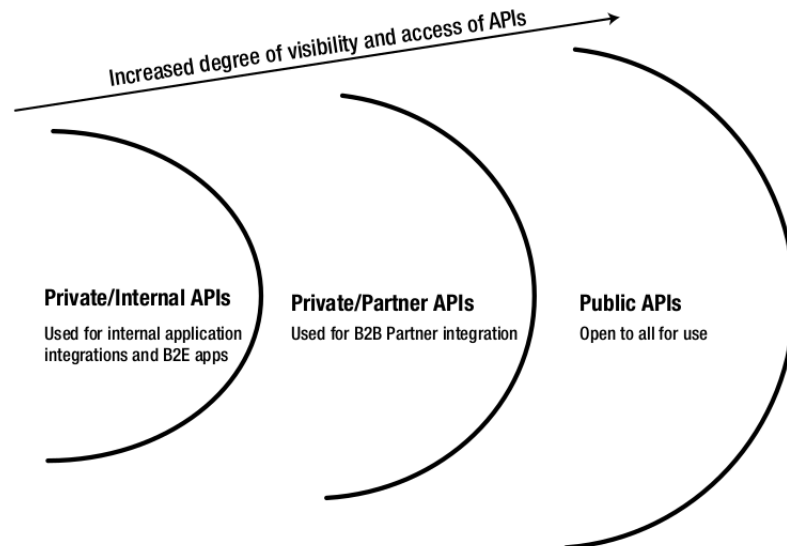 Increased degree of visibility and access of APIs
Private/Internal APIs
Used for internal application
integrations and B2E apps
Private/Partner APIs
Used for B2B Partner integration
Public APIs
Open to all for use